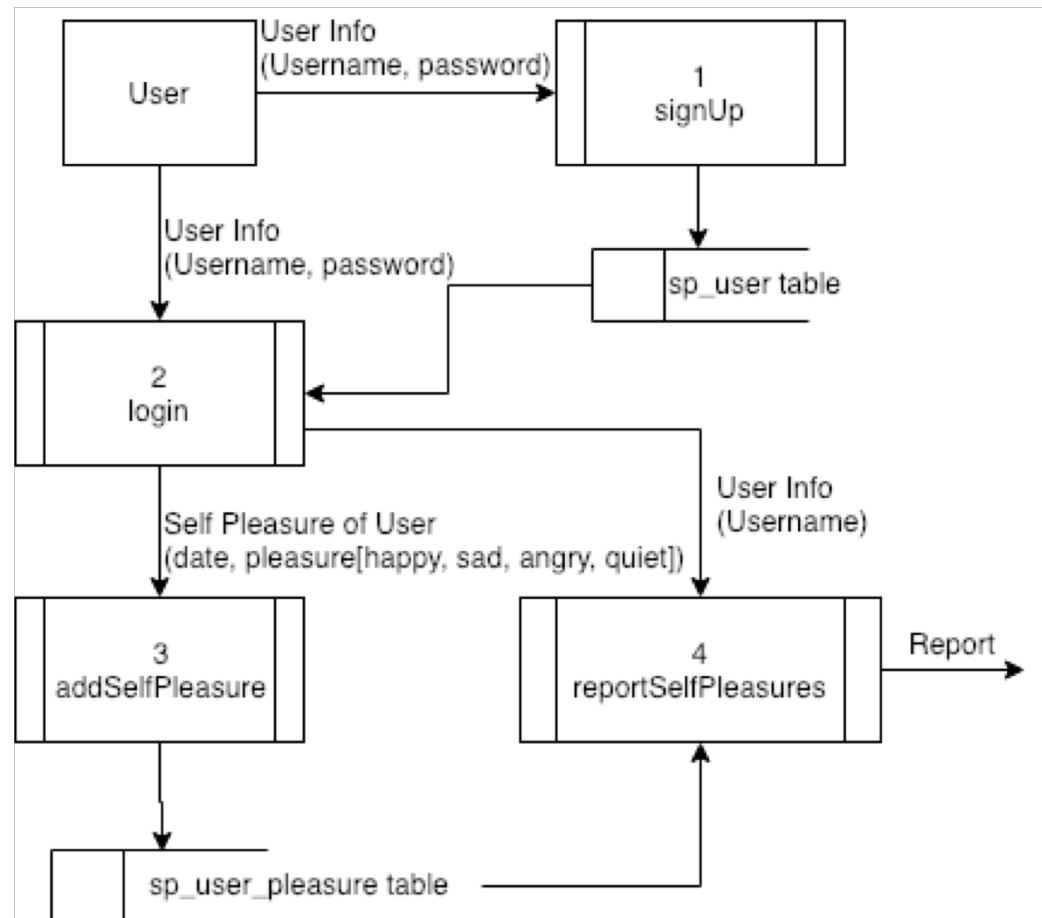 User Info
(Username, password)
User
1
signUp
User Info
(Username, password)
sp_user table
2
login
User Info
(Username)
Self Pleasure of User
(date, pleasure[happy, sad, angry, quiet])
3
addSelfPleasure
4
reportSelfPleasures
Report
sp_user_pleasure table